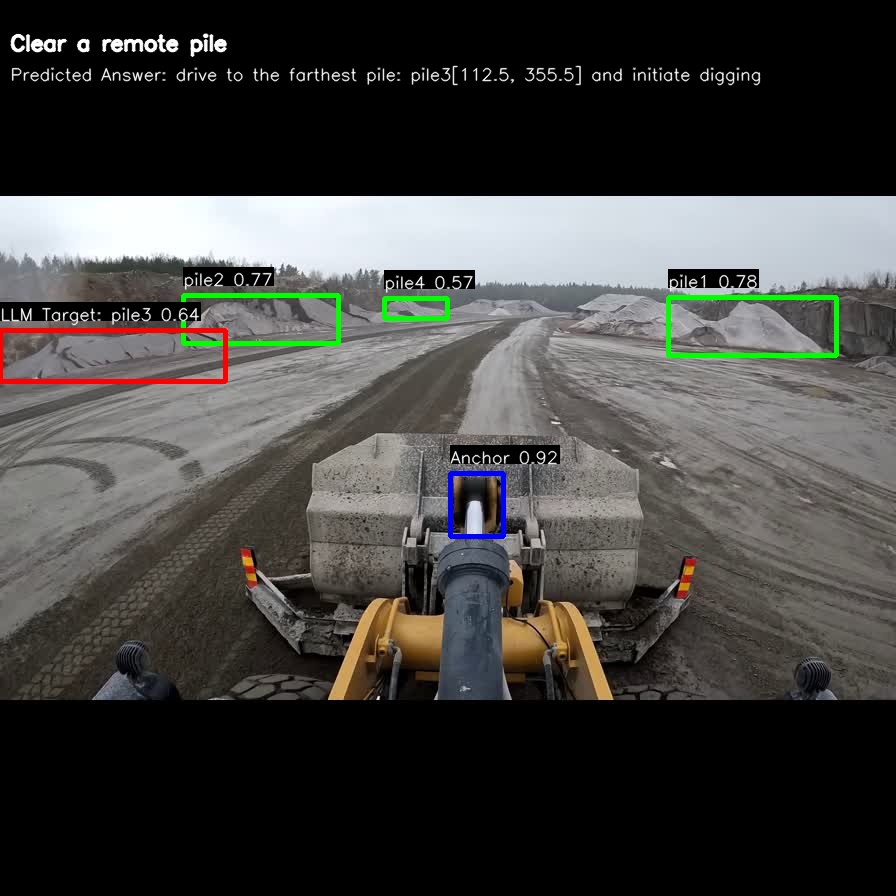 Clear a remote pile
Predicted Answer: drive to the farthest pile: pile3[112.5, 355.5] and initiate digging
pile2 0.77
pile4 0.57
pile1 0.78
LLM Target: pile3 0.64
Anchor 0.92